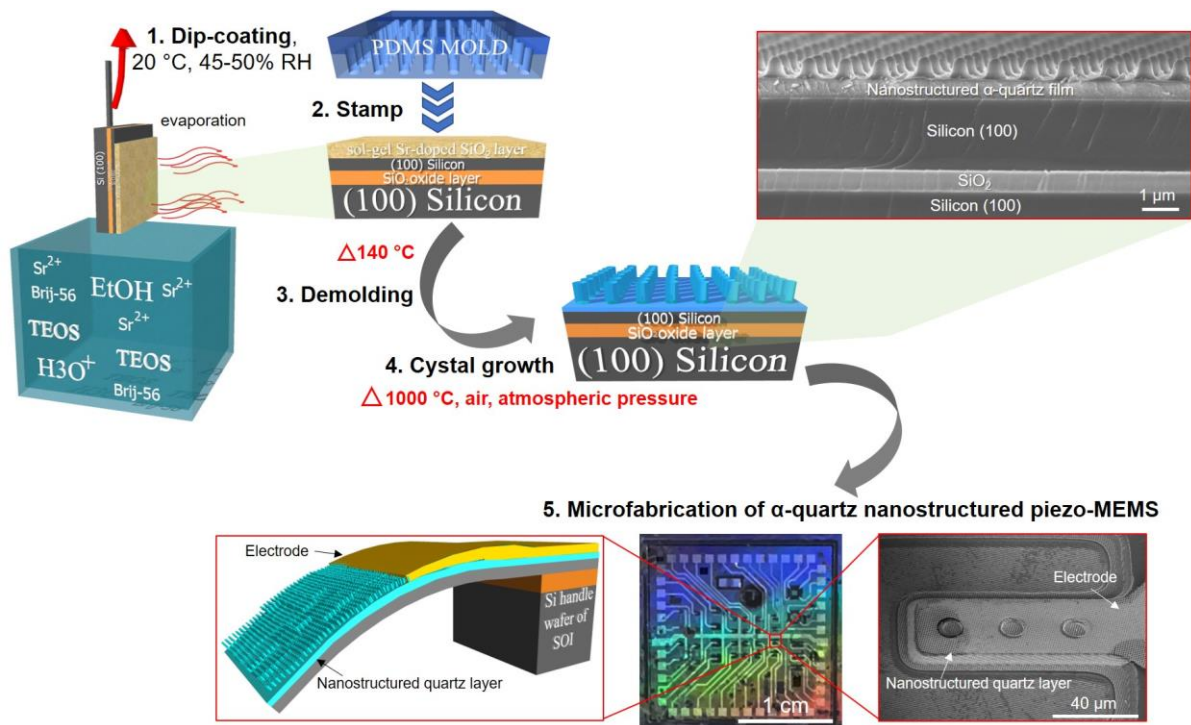 1. Dip-coating,
20 °C, 45-50% RH
evaporation
Si (100)
Sr²⁺
Brij-56
EtOH
Sr²⁺
TEOS
Sr²⁺
TEOS
H3O⁺
Brij-56
PDMS MOLD
2. Stamp
sol-gel Sr-doped SiO₂ layer
(100) Silicon
SiO₂ oxide layer
(100) Silicon
△140 °C
3. Demolding
4. Cystal growth
△1000 °C, air, atmospheric pressure
(100) Silicon
SiO₂ oxide layer
(100) Silicon
Nanostructured α-quartz film
Silicon (100)
SiO₂
Silicon (100)
1 μm
5. Microfabrication of α-quartz nanostructured piezo-MEMS
Electrode
Si handle
wafer of
SOI
Nanostructured quartz layer
1 cm
Electrode
Nanostructured quartz layer
40 μm